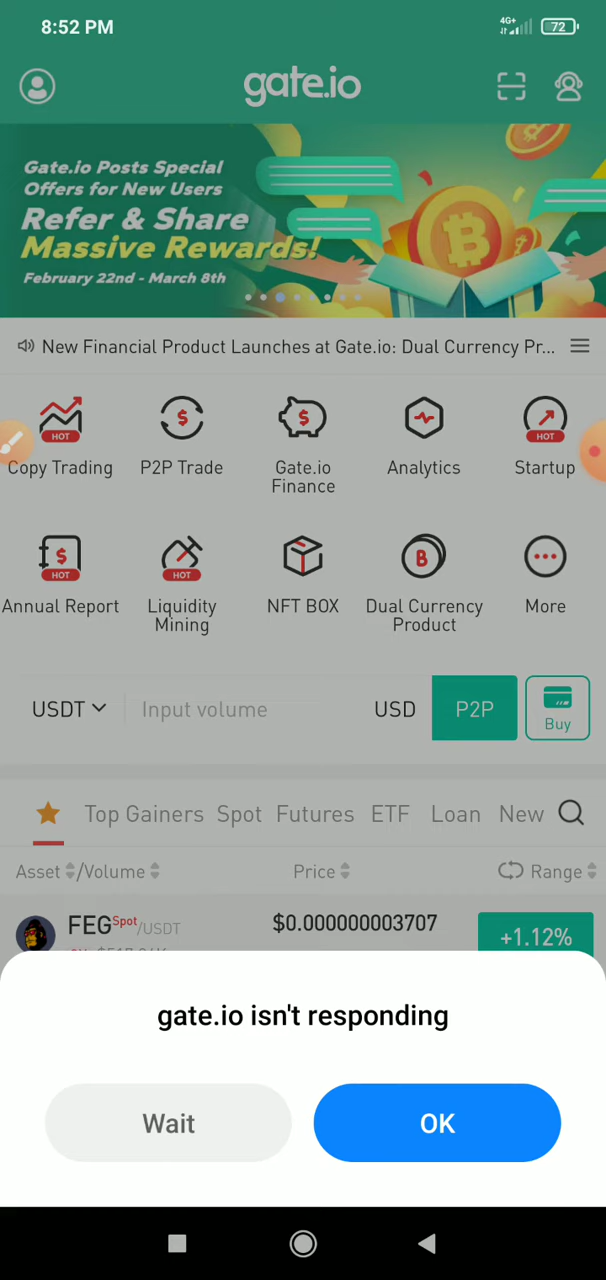 8:52 PM
4G+
72
gate.io
Gate.io Posts Special
Offers for New Users
Refer & Share
Massive Rewards!
February 22nd - March 8th
New Financial Product Launches at Gate.io: Dual Currency Pr...
HOT
HOT
Copy Trading
P2P Trade
Gate.io
Finance
Analytics
Startup
HOT
HOT
Annual Report
Liquidity
Mining
NFT BOX
Dual Currency
Product
More
USDT
Input volume
USD
P2P
Buy
Top Gainers
Spot
Futures
ETF
Loan
New
Asset
/Volume
Price
Range
FEG Spot /USDT
$0.000000003707
+1.12%
gate.io isn't responding
Wait
OK